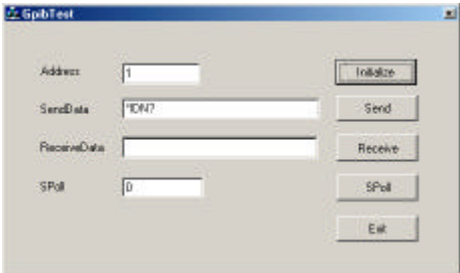 GpibTest
Address 1 Initialize
SendData *IDN? Send
ReceiveData Receive
SPoll 0 SPoll
Exit